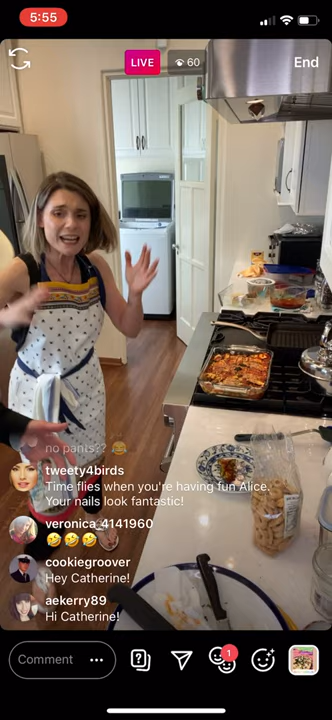 5:55
LIVE
60
End
no pants?? 😂
tweety4birds
Time flies when you're having fun Alice.
Your nails look fantastic!
veronica_4141960
🤣🤣🤣
cookiegroover
Hey Catherine!
aekerry89
Hi Catherine!
Comment
1